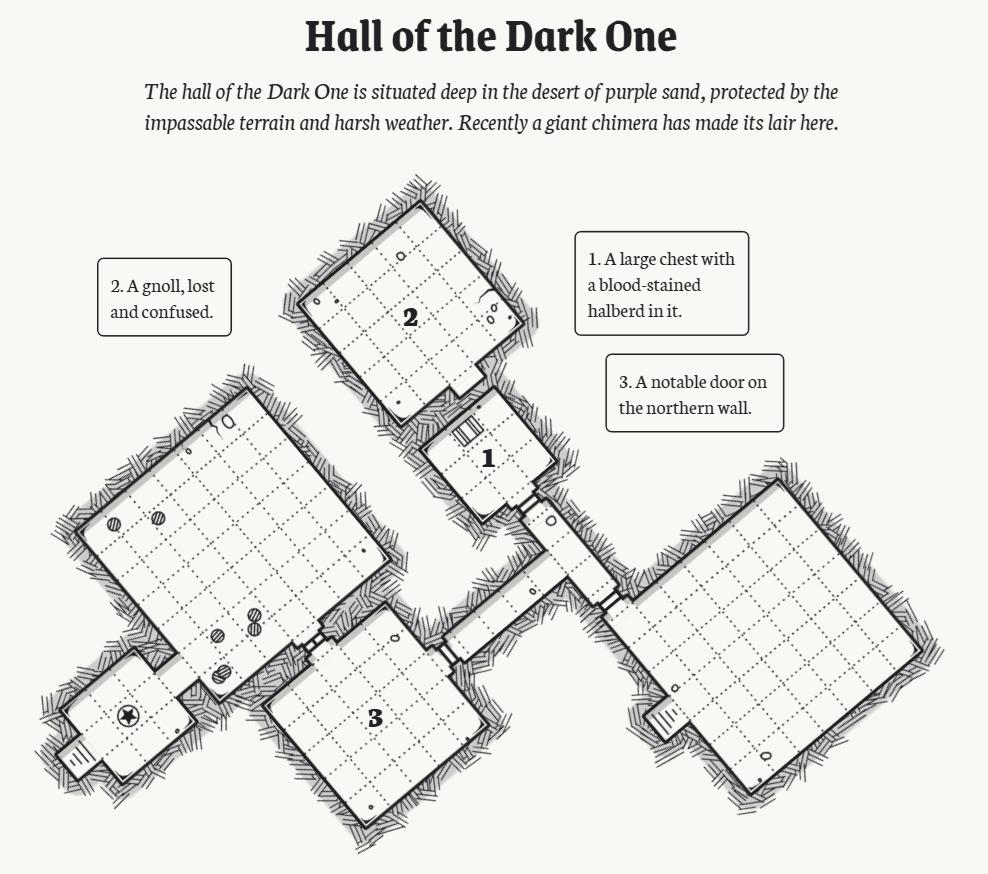 Hall of the Dark One
The hall of the Dark One is situated deep in the desert of purple sand, protected by the
impassable terrain and harsh weather. Recently a giant chimera has made its lair here.
1. A large chest with
a blood-stained
halberd in it.
2. A gnoll, lost
and confused.
3. A notable door on
the northern wall.
2
1
3